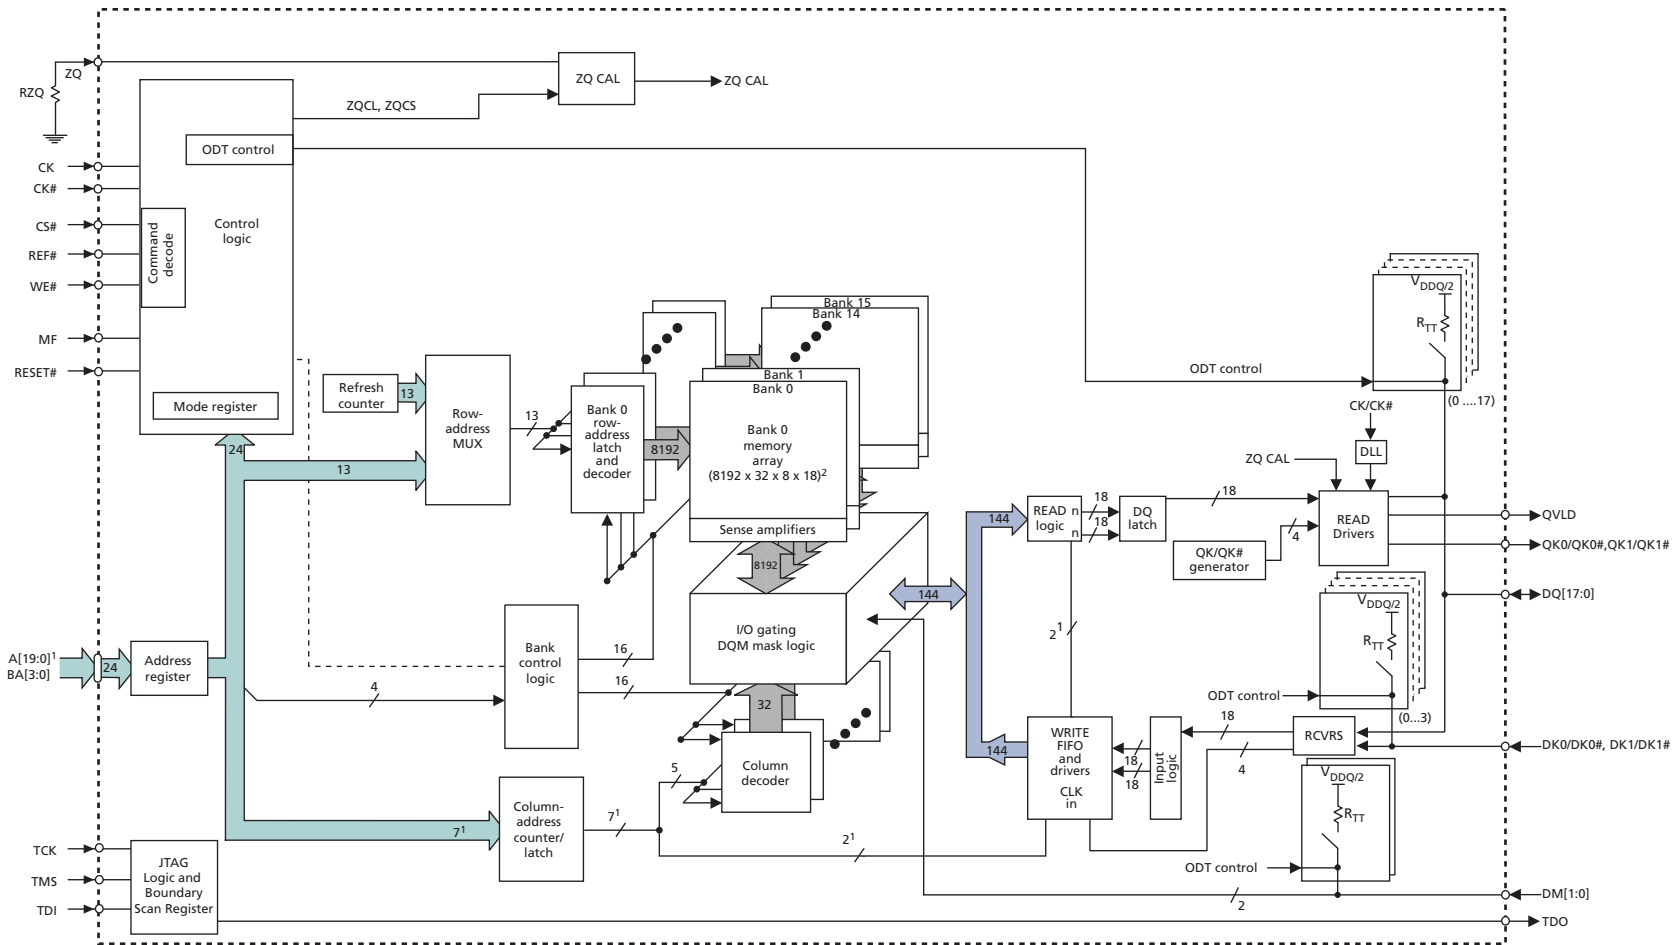 ZQ
RZQ
ZQ CAL
ZQ CAL
ZQCL, ZQCS
ODT control
CK
CK#
CS#
REF#
WE#
MF
RESET#
Command
decode
Control
logic
Mode register
Refresh
counter
13
24
13
Row-
address
MUX
13
Bank 0
row-
address
latch
and
decoder
8192
Bank 15
Bank 14
Bank 1
Bank 0
Bank 0
memory
array
(8192 x 32 x 8 x 18)2
Sense amplifiers
8192
I/O gating
DQM mask logic
32
Column
decoder
A[19:0]1
BA[3:0]
24
Address
register
4
Bank
control
logic
16
16
5
71
Column-
address
counter/
latch
71
21
TCK
TMS
TDI
JTAG
Logic and
Boundary
Scan Register
144
144
144
READ
logic
n
n
18
18
DQ
latch
18
21
QK/QK#
generator
4
ZQ CAL
CK/CK#
DLL
READ
Drivers
ODT control
VDDQ/2
RTT
(0 ....17)
QVLD
QK0/QK0#,QK1/QK1#
DQ[17:0]
VDDQ/2
RTT
ODT control
(0...3)
WRITE
FIFO
and
drivers
CLK
in
18
18
Input
logic
18
4
RCVRS
DK0/DK0#, DK1/DK1#
VDDQ/2
RTT
ODT control
2
DM[1:0]
TDO